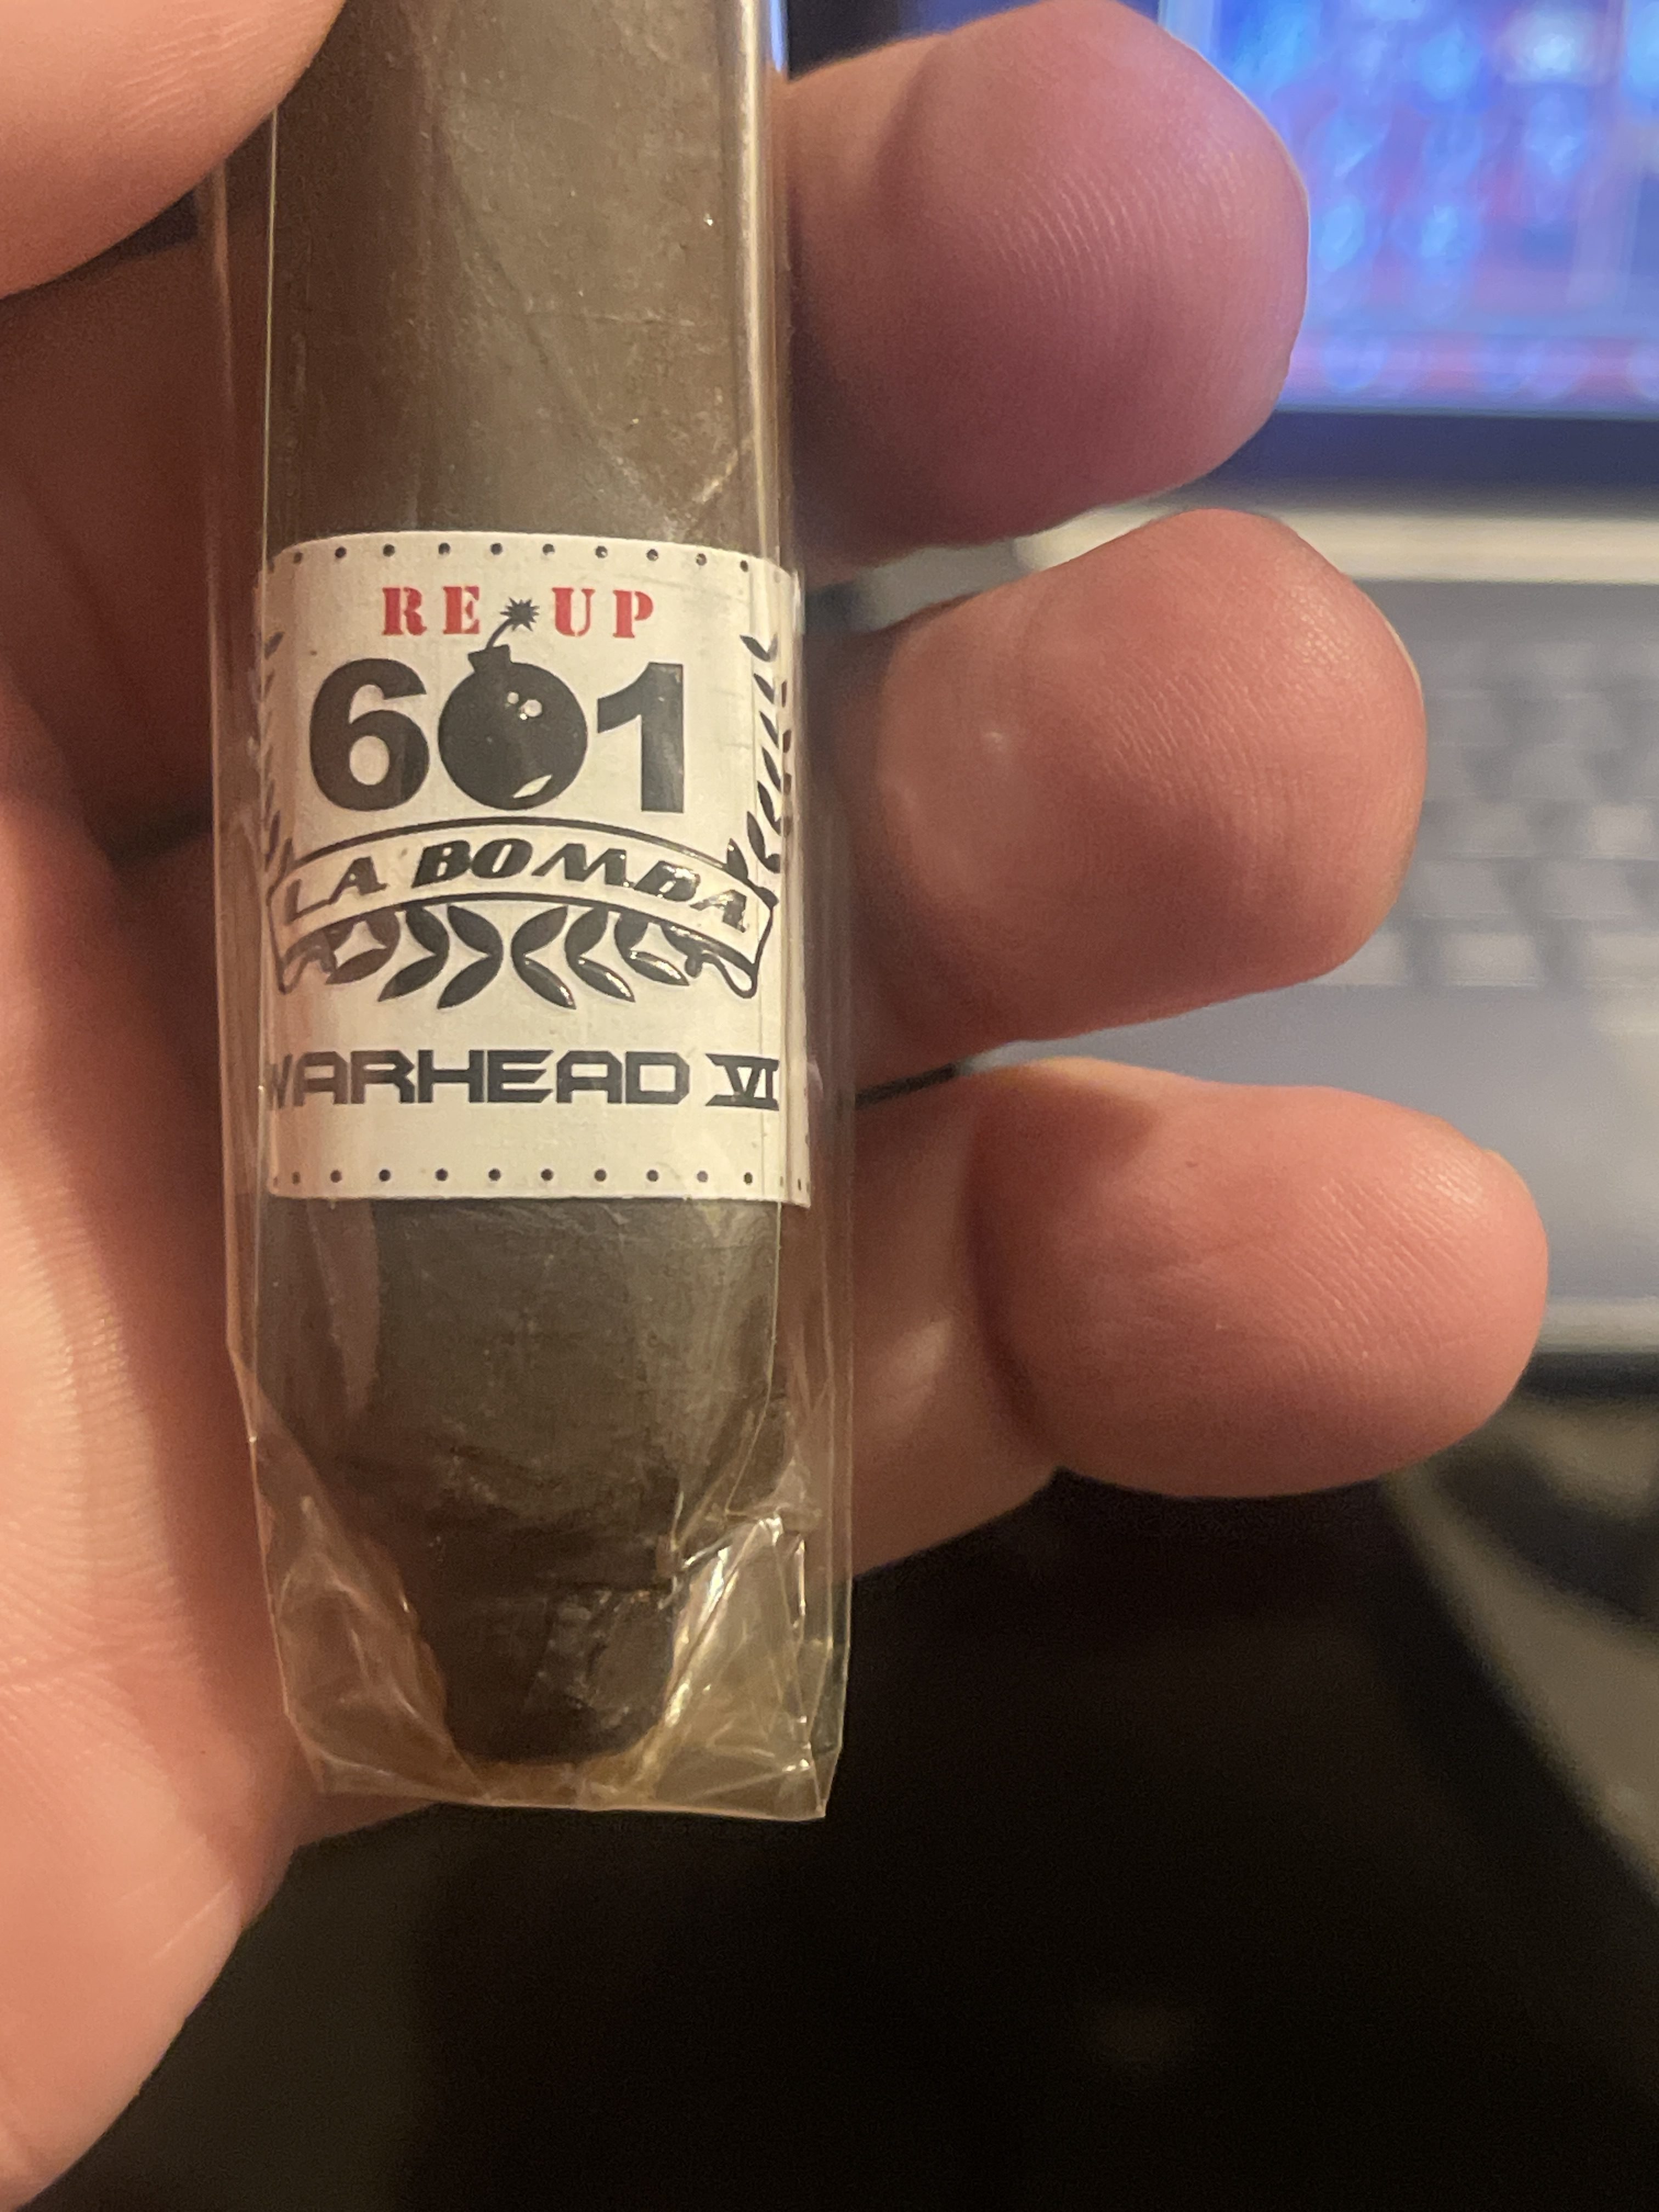 RE UP
601
LA BOMBA
WARHEAD VI